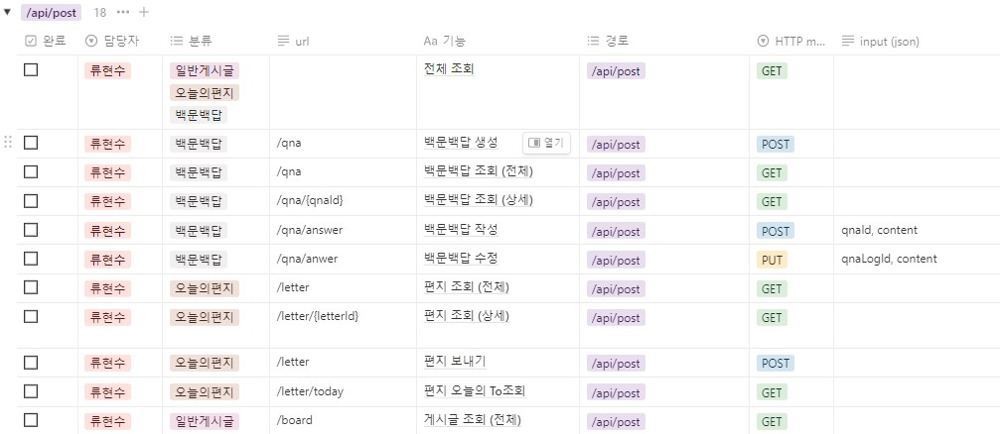 /api/post 18
완료 담당자 분류 url Aa 기능 경로 HTTP m... input (json)
류현수 일반게시글 전체 조회 /api/post GET
오늘의편지
백문백답
류현수 백문백답 /qna 백문백답 생성 열기 /api/post POST
류현수 백문백답 /qna 백문백답 조회 (전체) /api/post GET
류현수 백문백답 /qna/{qnaId} 백문백답 조회 (상세) /api/post GET
류현수 백문백답 /qna/answer 백문백답 작성 /api/post POST qnaId, content
류현수 백문백답 /qna/anwer 백문백답 수정 /api/post PUT qnaLogId, content
류현수 오늘의편지 /letter 편지 조회 (전체) /api/post GET
류현수 오늘의편지 /letter/{letterId} 편지 조회 (상세) /api/post GET
류현수 오늘의편지 /letter 편지 보내기 /api/post POST
류현수 오늘의편지 /letter/today 편지 오늘의 To조회 /api/post GET
류현수 일반게시글 /board 게시글 조회 (전체) /api/post GET